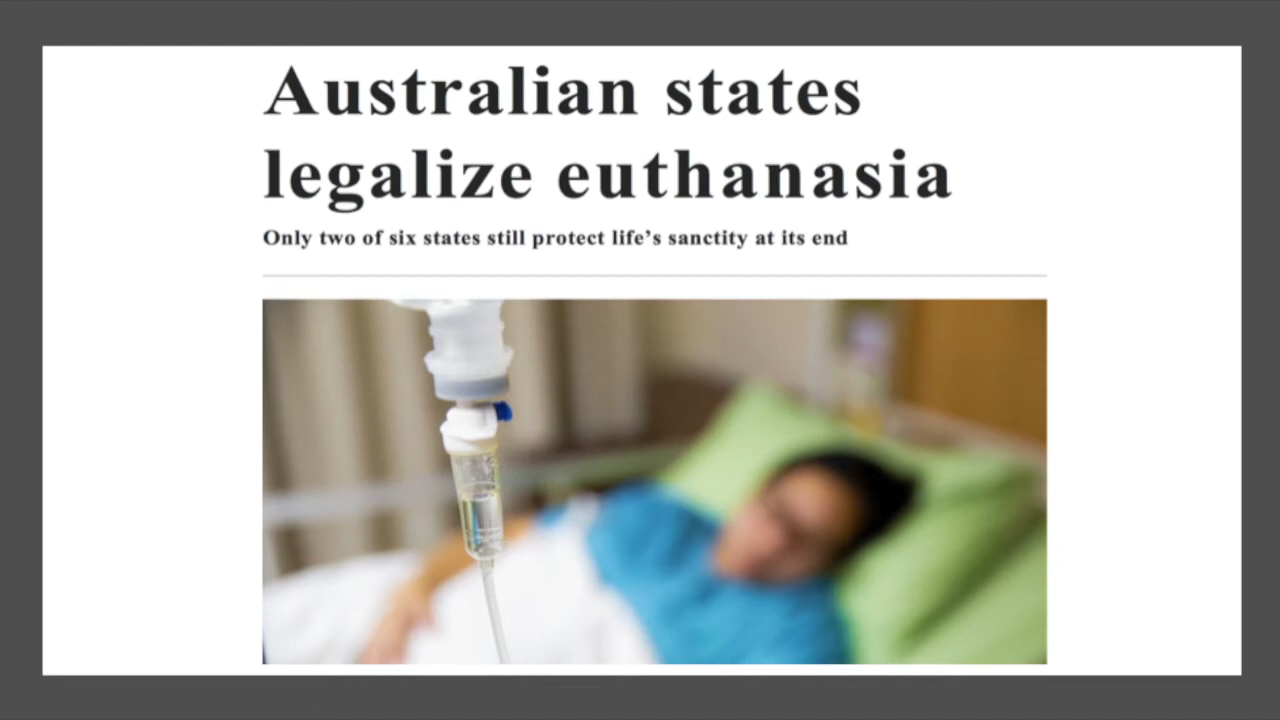 Australian states
legalize euthanasia
Only two of six states still protect life’s sanctity at its end